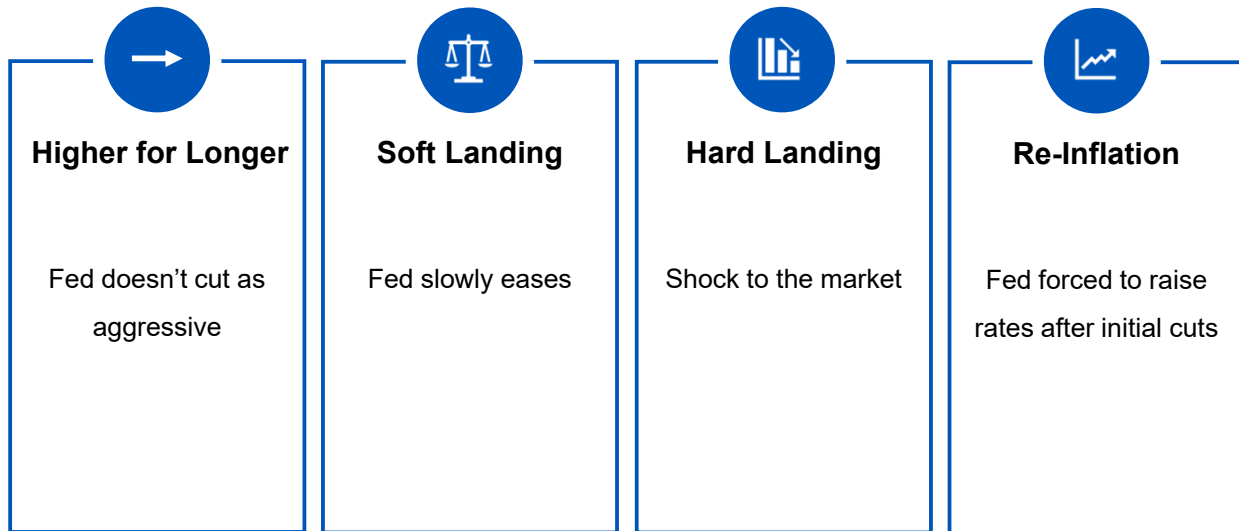 Higher for Longer
Fed doesn’t cut as
aggressive
Soft Landing
Fed slowly eases
Hard Landing
Shock to the market
Re-Inflation
Fed forced to raise
rates after initial cuts